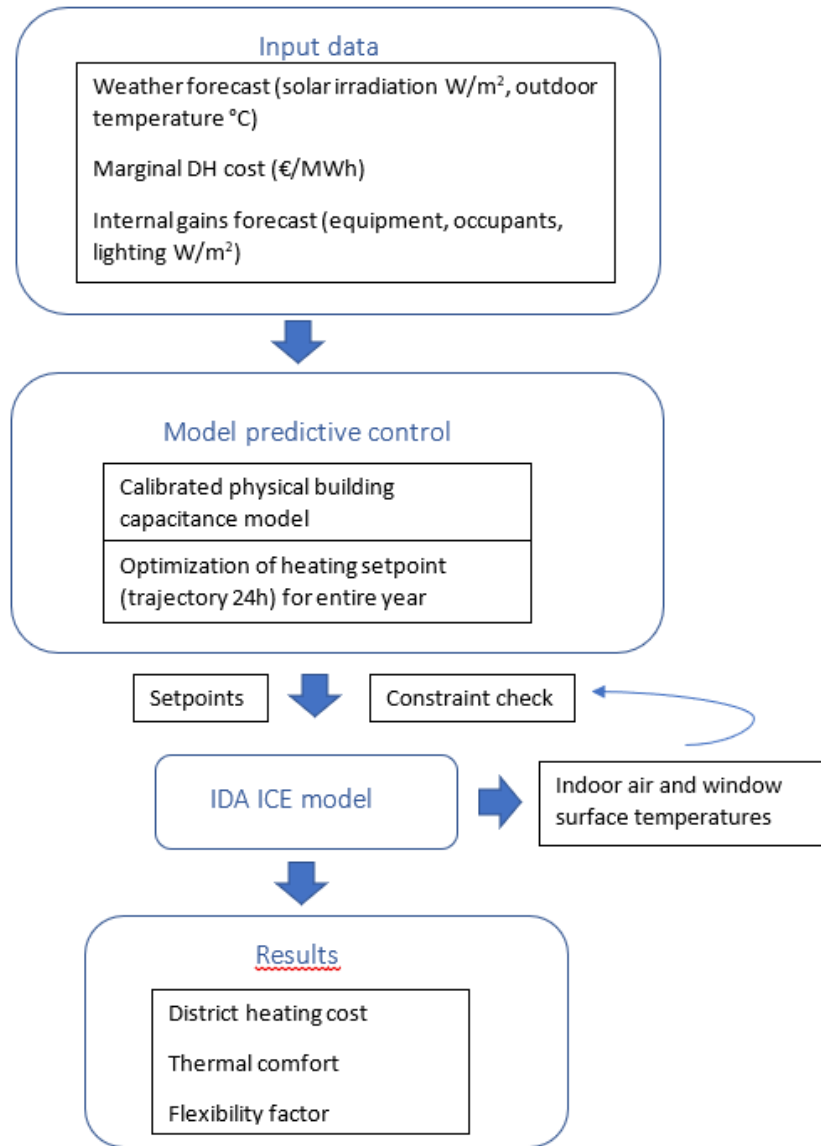 Input data
Weather forecast (solar irradiation W/m², outdoor
temperature °C)
Marginal DH cost (€/MWh)
Internal gains forecast (equipment, occupants,
lighting W/m²)
Model predictive control
Calibrated physical building
capacitance model
Optimization of heating setpoint
(trajectory 24h) for entire year
Setpoints
Constraint check
IDA ICE model
Indoor air and window
surface temperatures
Results
District heating cost
Thermal comfort
Flexibility factor